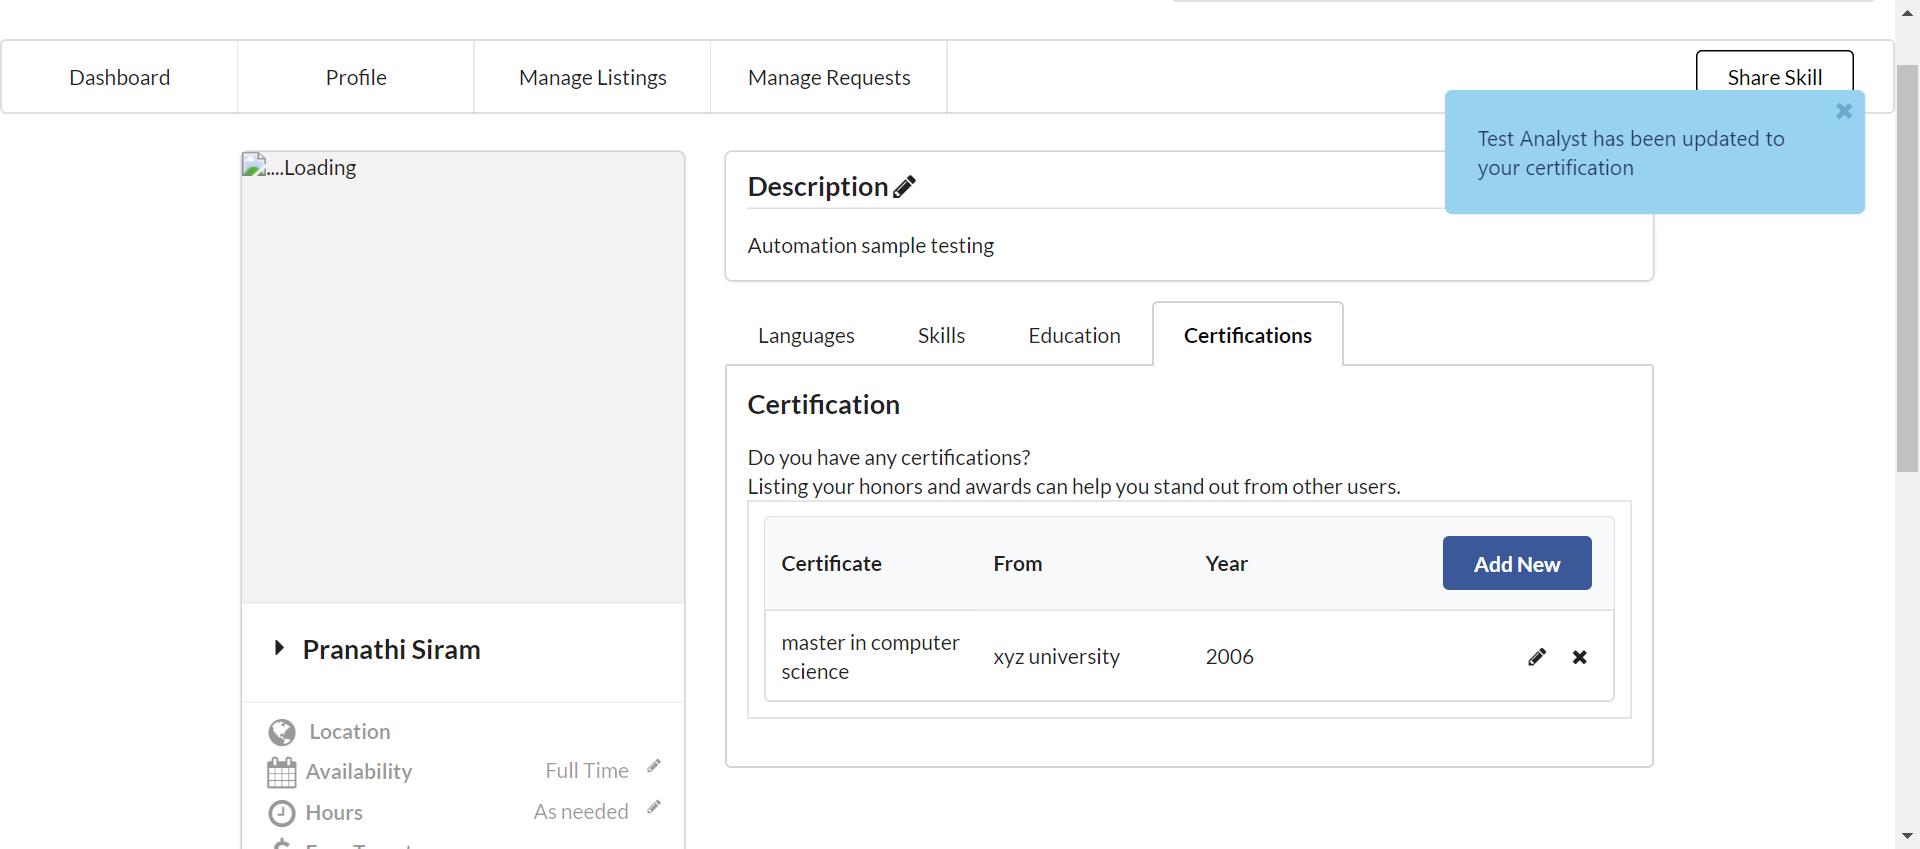 Dashboard
Profile
Manage Listings
Manage Requests
Share Skill
Test Analyst has been updated to
your certification
....Loading
Description
Automation sample testing
Languages
Skills
Education
Certifications
Certification
Do you have any certifications?
Listing your honors and awards can help you stand out from other users.
Certificate
From
Year
Add New
master in computer
science
xyz university
2006
Pranathi Siram
Location
Availability
Full Time
Hours
As needed